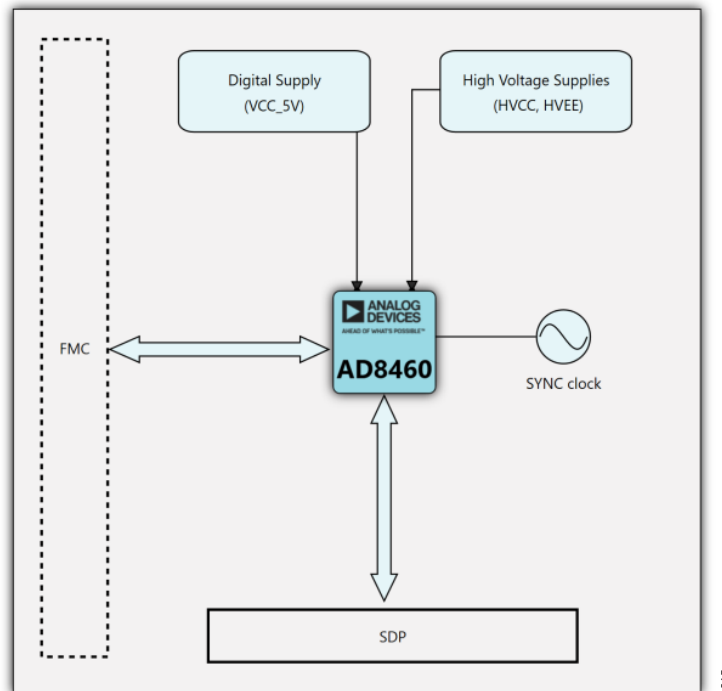 Digital Supply
(VCC_5V)
High Voltage Supplies
(HVCC, HVEE)
ANALOG
DEVICES
AHEAD OF WHAT'S POSSIBLE™
AD8460
FMC
SYNC clock
SDP